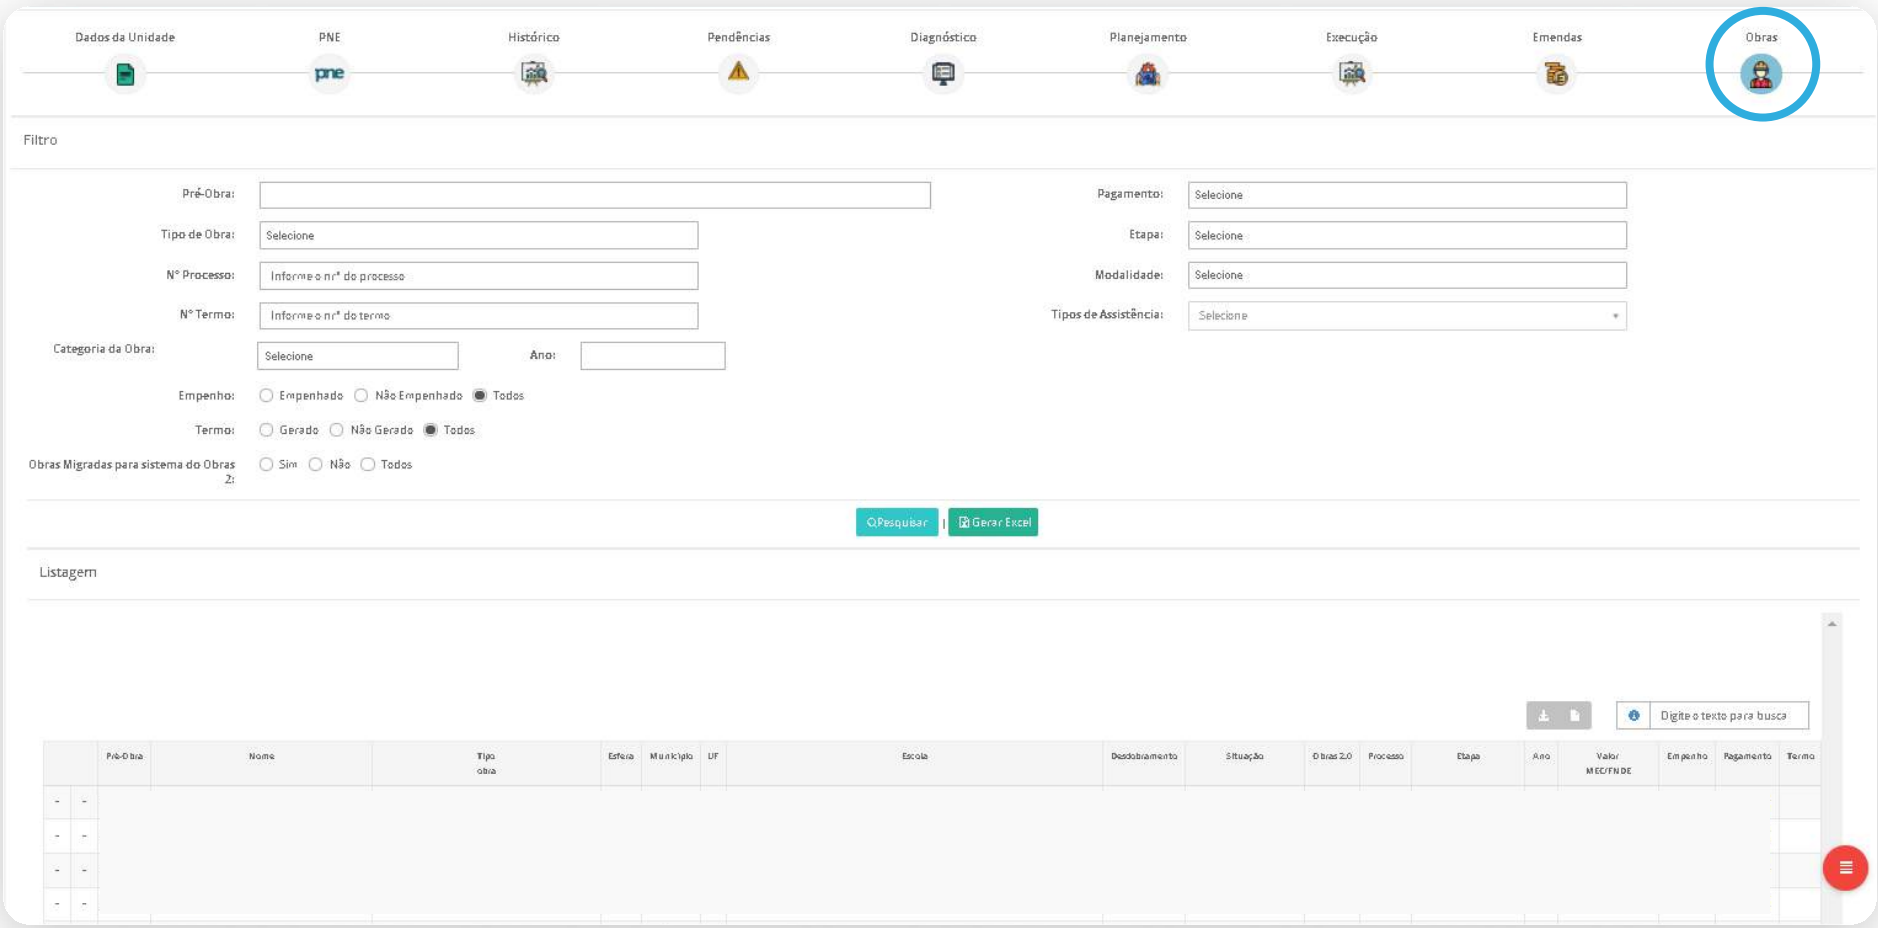 Dados da Unidade PNE Histórico Pendências Diagnóstico Planejamento Execução Emendas Obras
pne
Filtro
Pré-Obra: Pagamento: Selecione
Tipo de Obra: Selecione Etapa: Selecione
Nº Processo: Informe o nrº do processo Modalidade: Selecione
Nº Termo: Informe o nrº do termo Tipos de Assistência: Selecione
Categoria da Obra: Selecione Ano:
Empenho: Empenhado Não Empenhado Todos
Termo: Gerado Não Gerado Todos
Obras Migradas para sistema do Obras Sim Não Todos
2:
Pesquisar | Gerar Excel
Listagem
Digite o texto para busca
Pré-Obra Nome Tipo Esfera Município UF Escola Desdobramento Situação Obras 2.0 Processo Etapa Ano Valor Empenho Pagamento Termo
obra MEC/FNDE
- -
- -
- -
- -